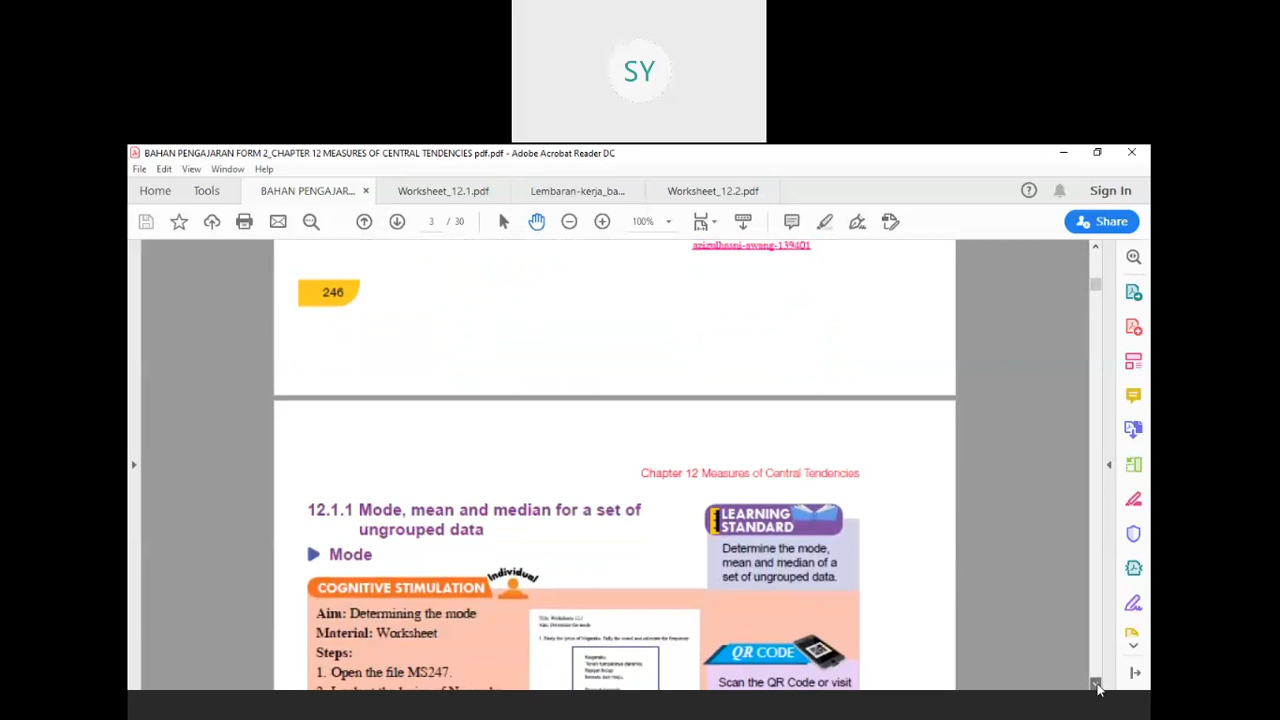 SY
BAHAN PENGAJARAN FORM 2_CHAPTER 12 MEASURES OF CENTRAL TENDENCIES pdf.pdf - Adobe Acrobat Reader DC
File Edit View Window Help
Home Tools BAHAN PENGAJAR... × Worksheet_12.1.pdf Lembaran-kerja_ba... Worksheet_12.2.pdf Sign In
3 / 30 100% Share
azizulhasni-awang-139401
246
Chapter 12 Measures of Central Tendencies
12.1.1 Mode, mean and median for a set of
ungrouped data
Mode
LEARNING
STANDARD
Determine the mode,
mean and median of a
set of ungrouped data.
COGNITIVE STIMULATION Individual
Aim: Determining the mode
Material: Worksheet
Steps:
1. Open the file MS247.
QR CODE
Scan the QR Code or visit